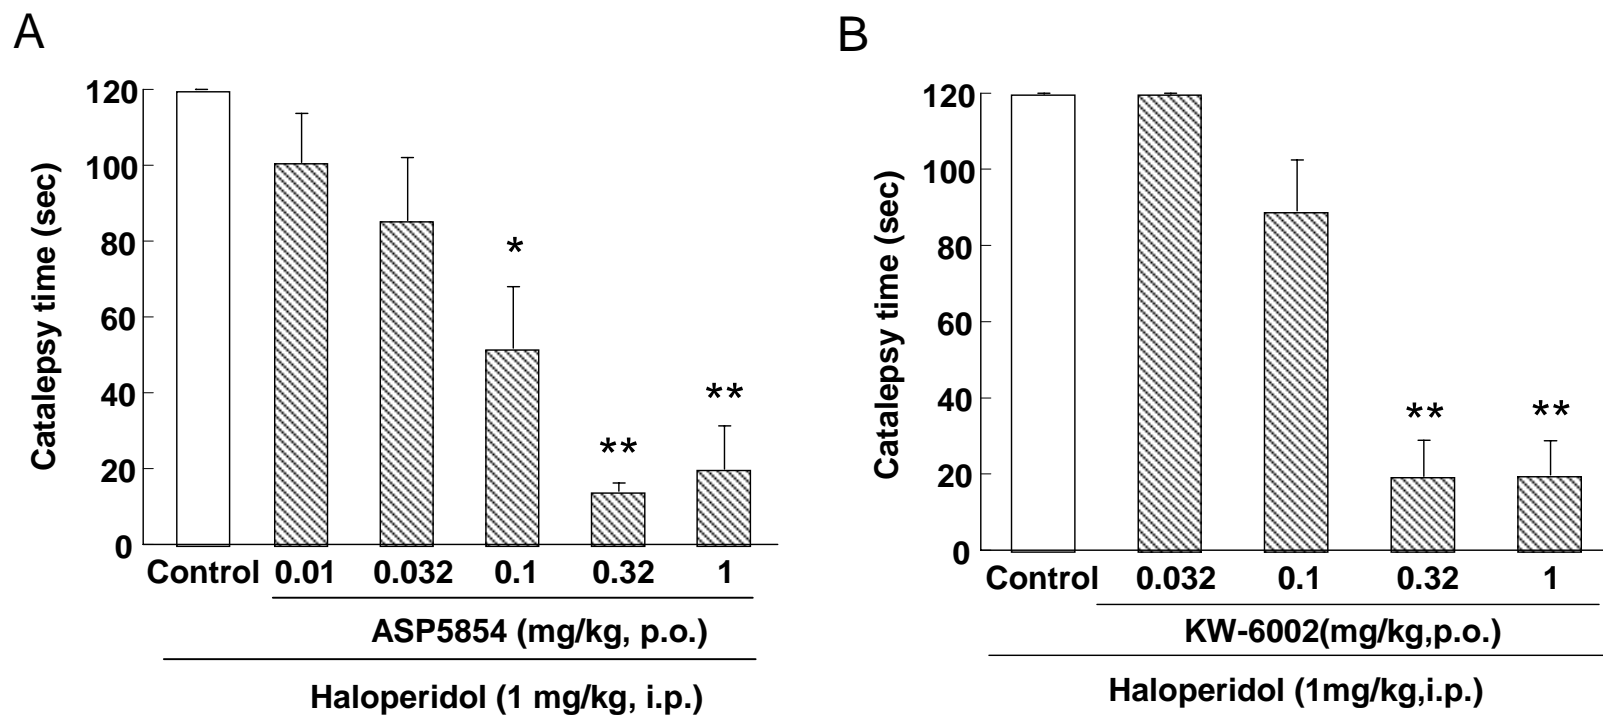 A
Catalepsy time (sec)
120
100
80
60
40
20
0
*
**
**
Control 0.01 0.032 0.1 0.32 1
ASP5854 (mg/kg, p.o.)
Haloperidol (1 mg/kg, i.p.)
B
Catalepsy time (sec)
120
100
80
60
40
20
0
**
**
Control 0.032 0.1 0.32 1
KW-6002(mg/kg,p.o.)
Haloperidol (1mg/kg,i.p.)